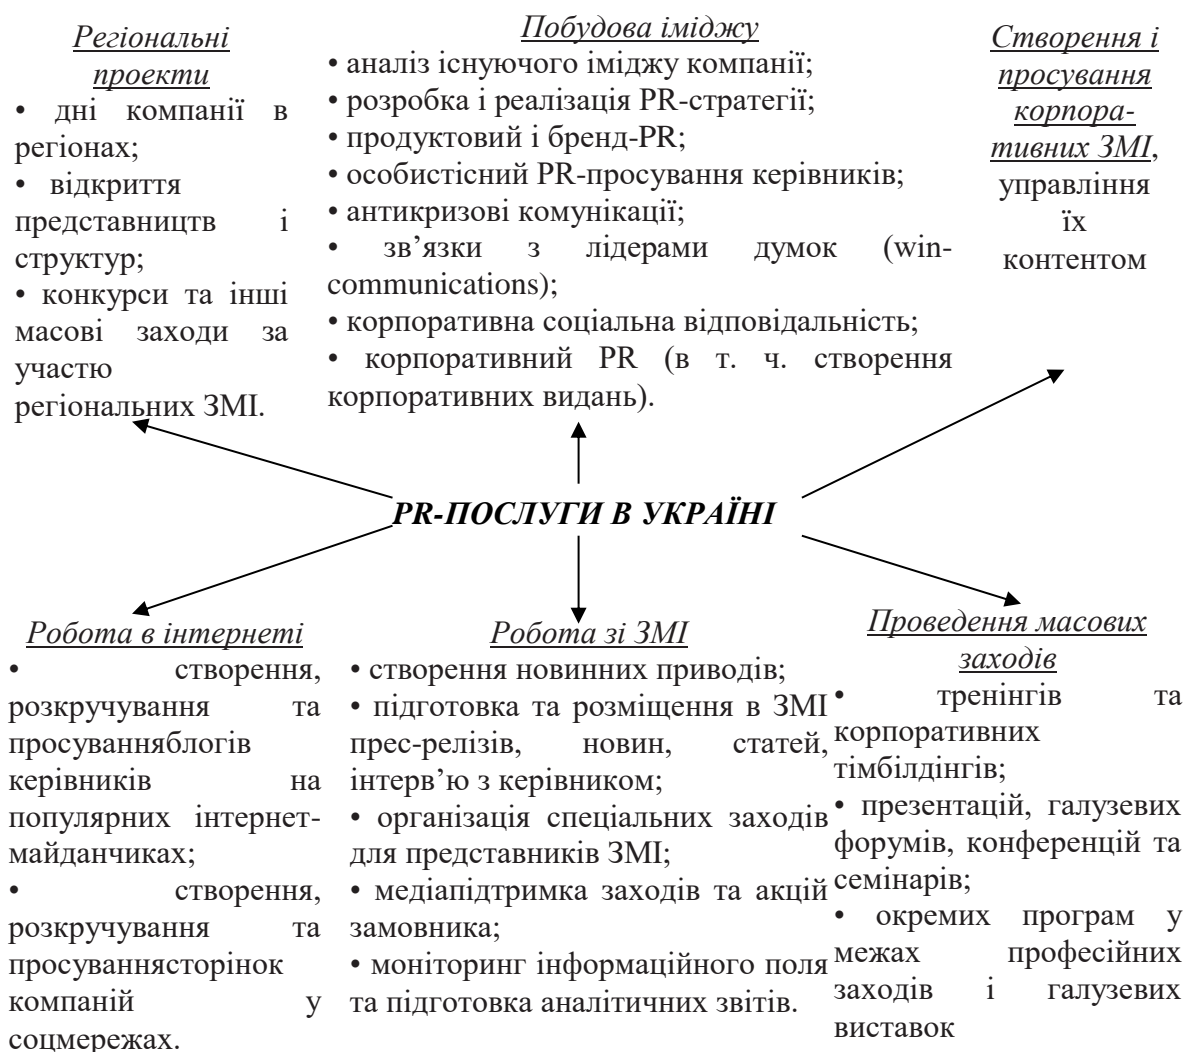 Регіональні
проекти
• дні компанії в
регіонах;
• відкриття
представництв і
структур;
• конкурси та інші
масові заходи за
участю
регіональних ЗМІ.
Побудова іміджу
• аналіз існуючого іміджу компанії;
• розробка і реалізація PR-стратегії;
• продуктовий і бренд-PR;
• особистісний PR-просування керівників;
• антикризові комунікації;
• зв’язки з лідерами думок (win-
communications);
• корпоративна соціальна відповідальність;
• корпоративний PR (в т. ч. створення
корпоративних видань).
Створення і
просування
корпора-
тивних ЗМІ,
управління
їх
контентом
PR-ПОСЛУГИ В УКРАЇНІ
Робота в інтернеті
• створення,
розкручування та
просуванняблогів
керівників на
популярних інтернет-
майданчиках;
• створення,
розкручування та
просуваннясторінок
компаній у
соцмережах.
Робота зі ЗМІ
• створення новинних приводів;
• підготовка та розміщення в ЗМІ
прес-релізів, новин, статей,
інтерв’ю з керівником;
• організація спеціальних заходів
для представників ЗМІ;
• медіапідтримка заходів та акцій
замовника;
• моніторинг інформаційного поля
та підготовка аналітичних звітів.
Проведення масових
заходів
• тренінгів та
корпоративних
тімбілдінгів;
• презентацій, галузевих
форумів, конференцій та
семінарів;
• окремих програм у
межах професійних
заходів і галузевих
виставок